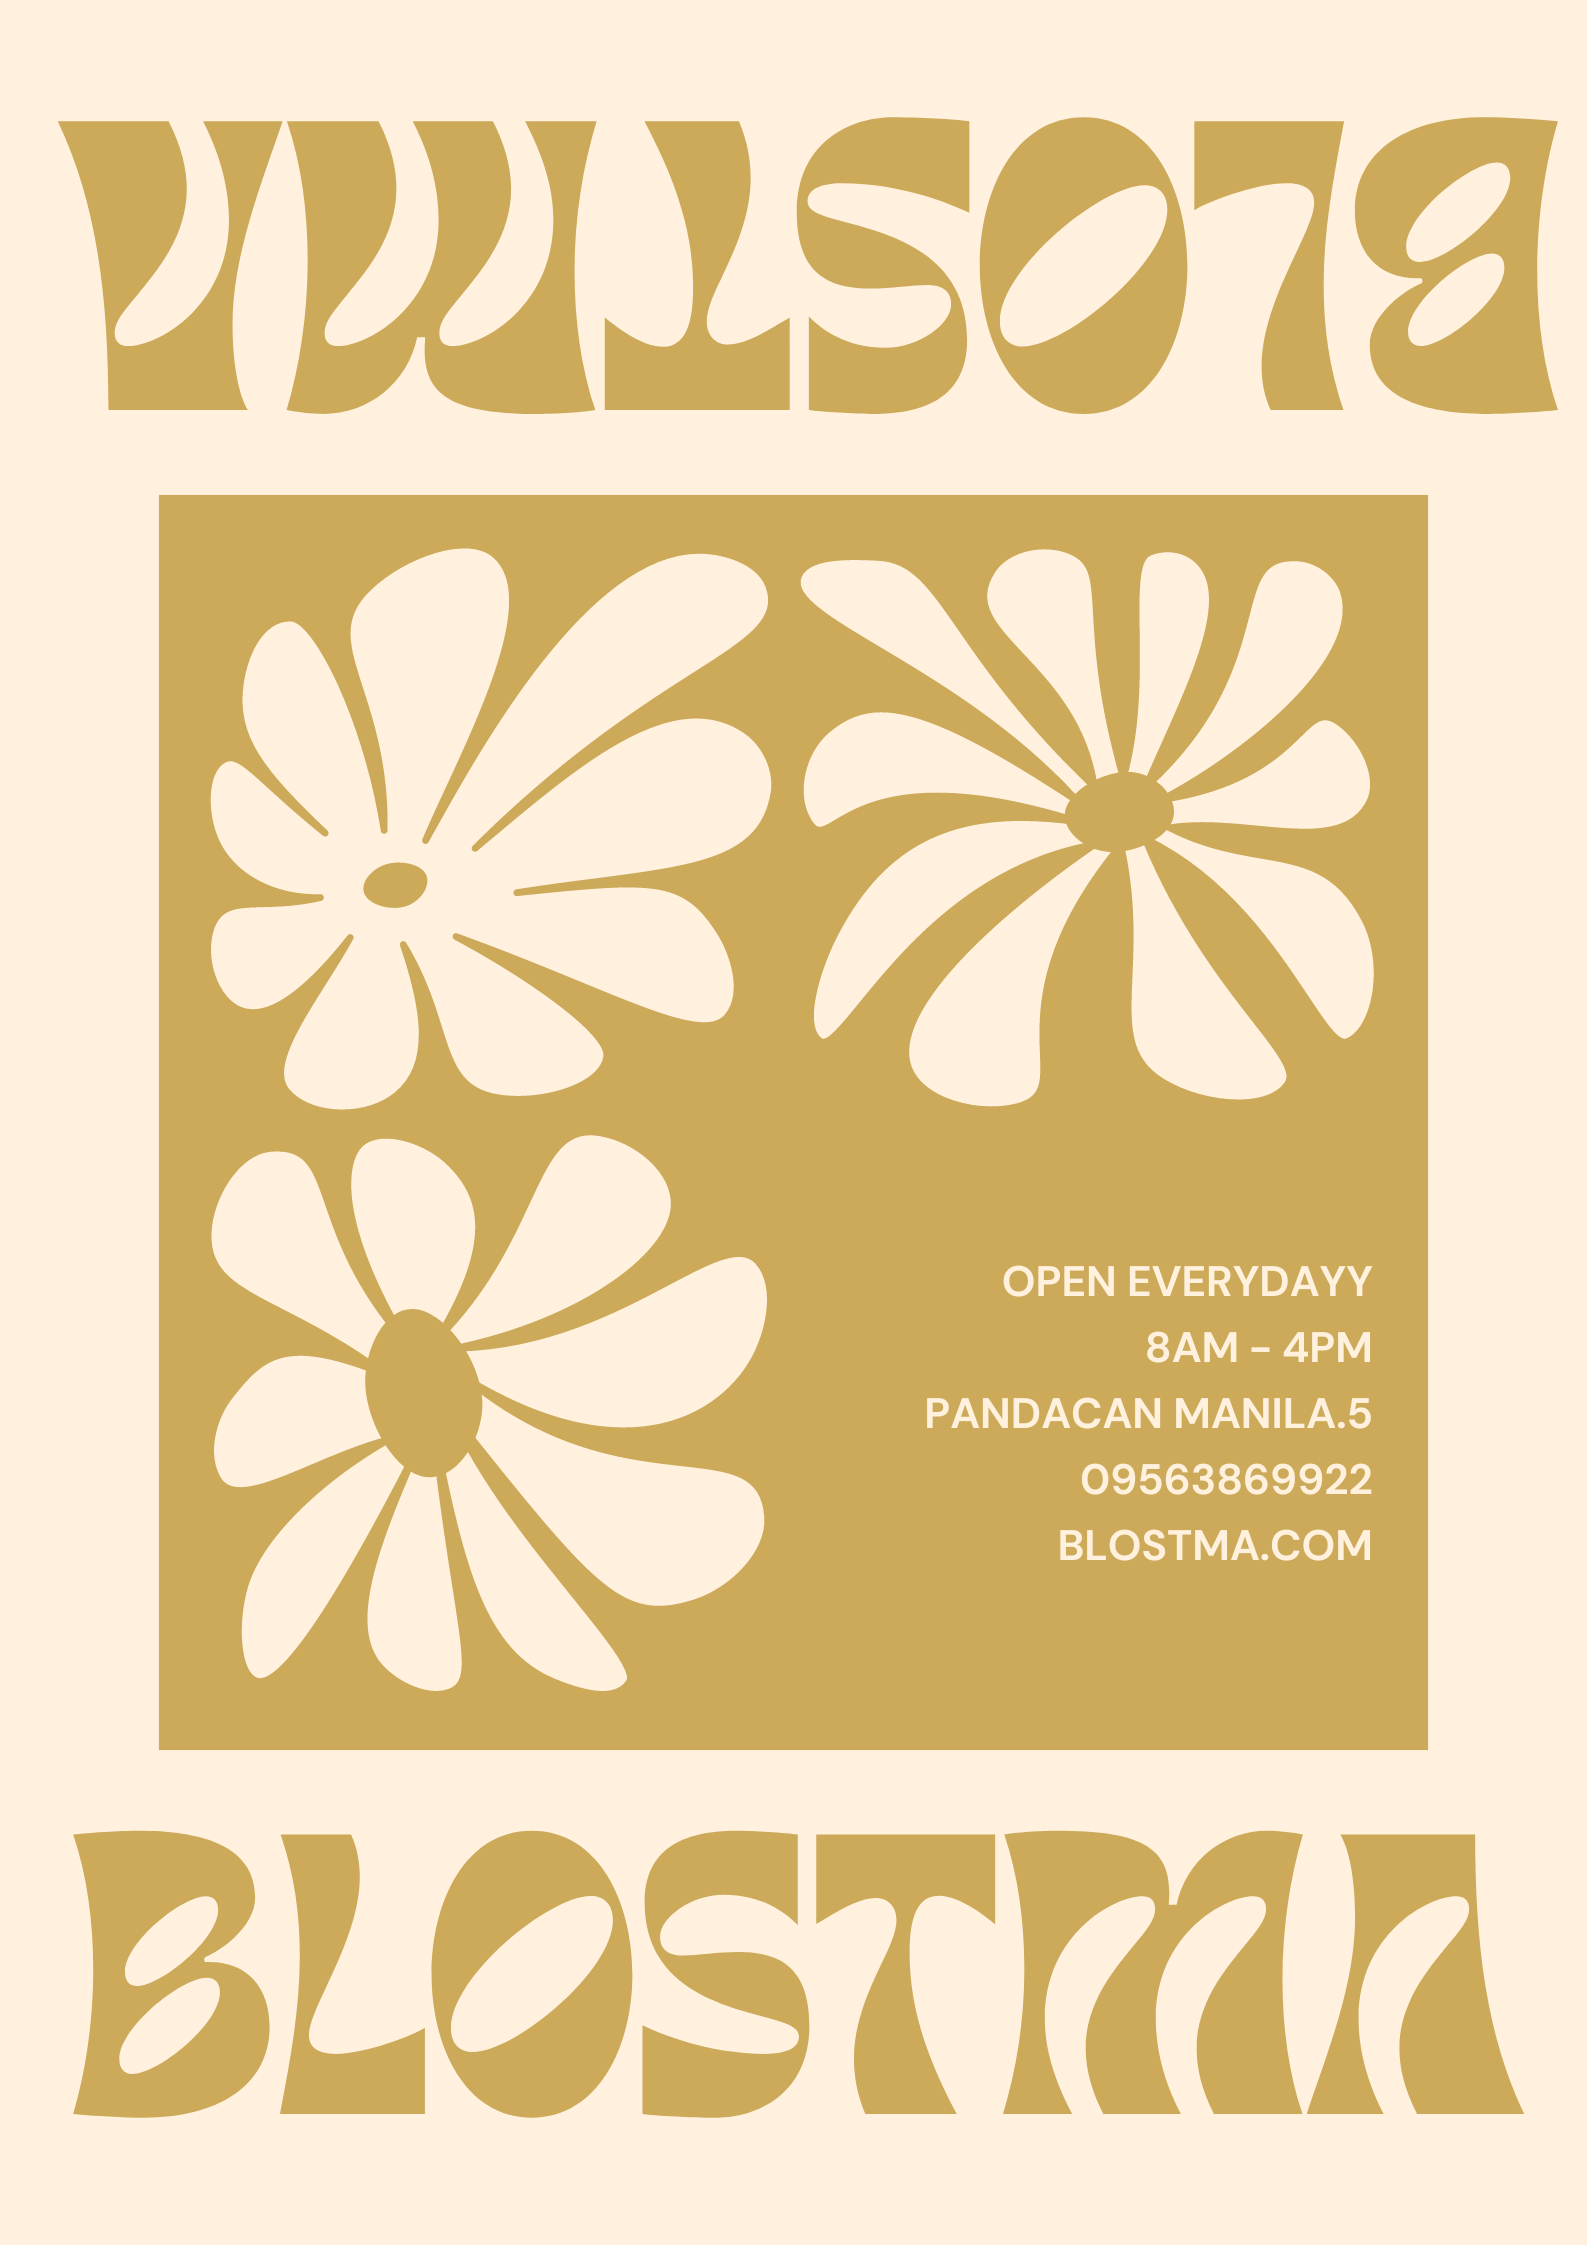 BLOSTMA
OPEN EVERYDAYY
8AM – 4PM
PANDACAN MANILA.5
09563869922
BLOSTMA.COM
BLOSTMA